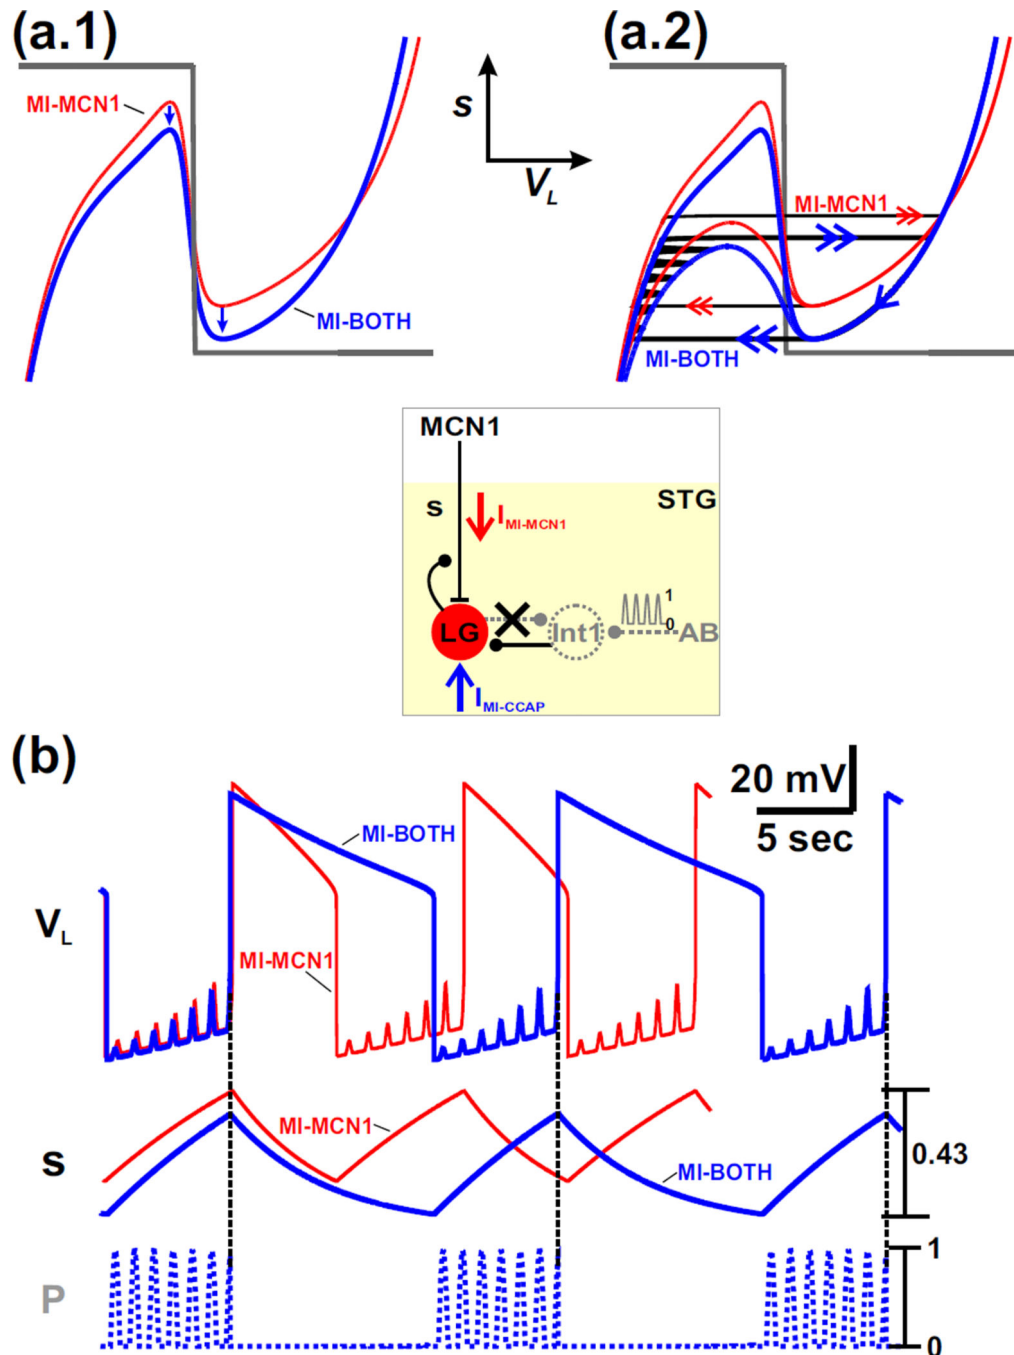 (a.1)
(a.2)
MI-MCN1
MI-BOTH
s
V_L
MI-MCN1
MI-BOTH
MCN1
STG
s
I_MI-MCN1
LG
Int1
1
0
AB
I_MI-CCAP
(b)
20 mV
5 sec
MI-BOTH
V_L
MI-MCN1
MI-MCN1
s
MI-BOTH
0.43
P
1
0